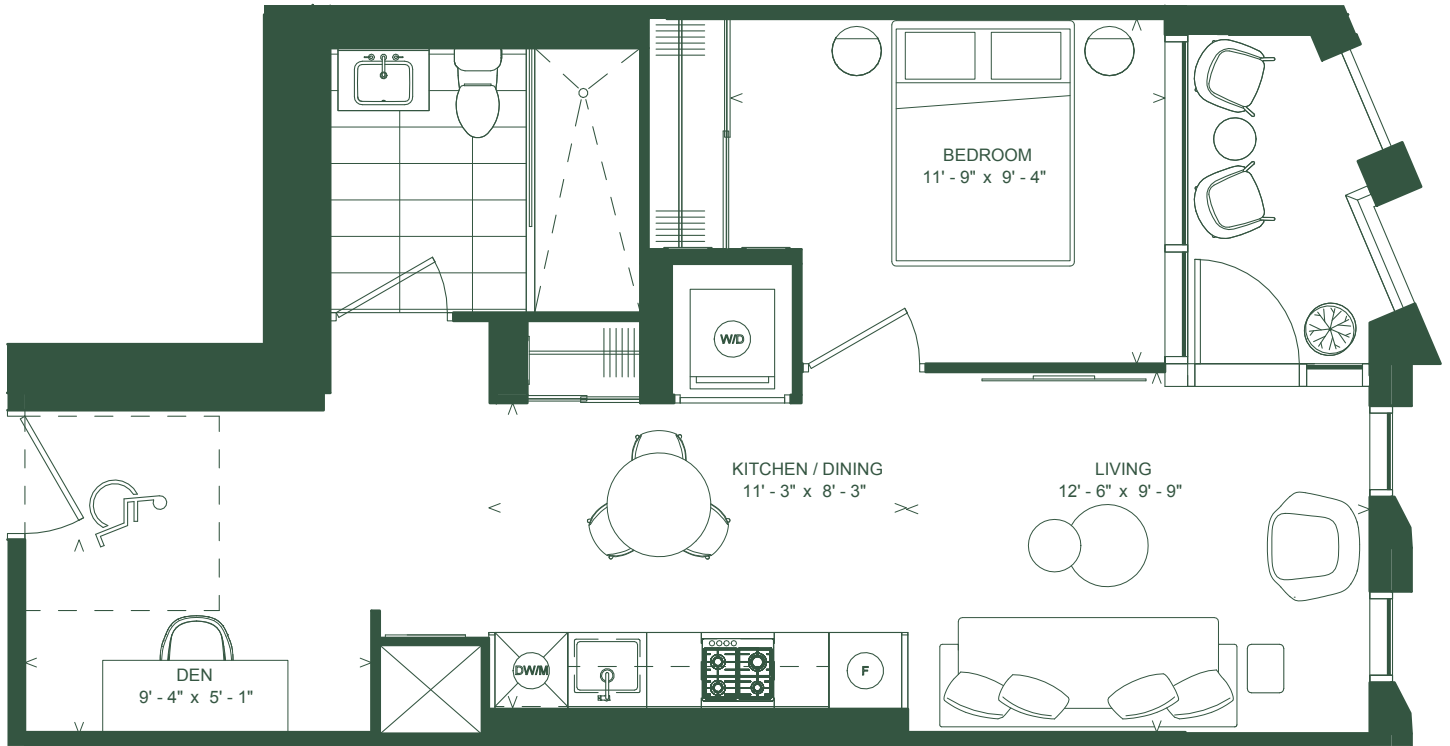 BEDROOM
11' - 9" x 9' - 4"
W/D
KITCHEN / DINING
11' - 3" x 8' - 3"
LIVING
12' - 6" x 9' - 9"
DEN
9' - 4" x 5' - 1"
DW/M
F